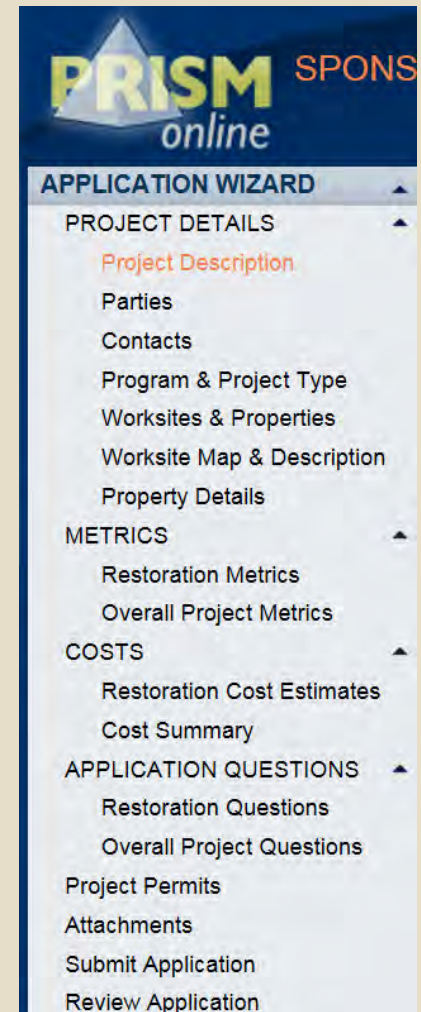 PRISM SPONS
online
APPLICATION WIZARD
PROJECT DETAILS
Project Description
Parties
Contacts
Program & Project Type
Worksites & Properties
Worksite Map & Description
Property Details
METRICS
Restoration Metrics
Overall Project Metrics
COSTS
Restoration Cost Estimates
Cost Summary
APPLICATION QUESTIONS
Restoration Questions
Overall Project Questions
Project Permits
Attachments
Submit Application
Review Application